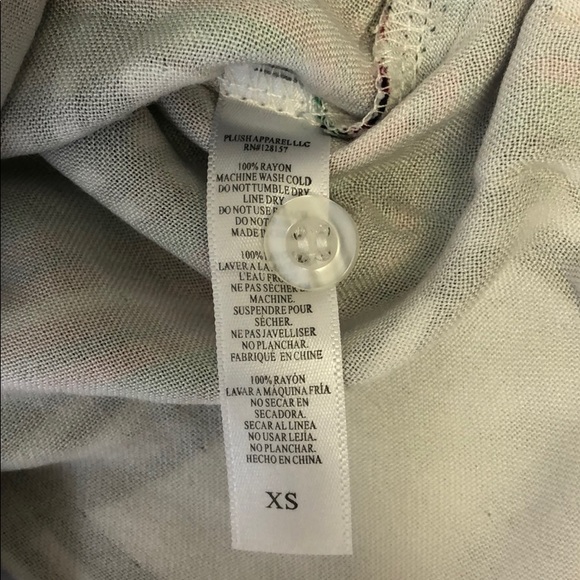 PLUSH APPAREL LLC
RN#128157
100% RAYON
MACHINE WASH COLD
DO NOT TUMBLE DRY
LINE DRY
DO NOT USE
DO NOT
MADE IN
100%
LAVER A LA
L'EAU
NE PAS SÉCHER
MACHINE.
SUSPENDRE POUR
SÉCHER.
NE PAS JAVELLISER
NO PLANCHAR.
FABRIQUÉ EN CHINE
100% RAYÓN
LAVAR A MÁQUINA FRÍA
NO SECAR EN
SECADORA.
SECAR AL LINEA
NO USAR LEJÍA.
NO PLANCHAR.
HECHO EN CHINA
XS